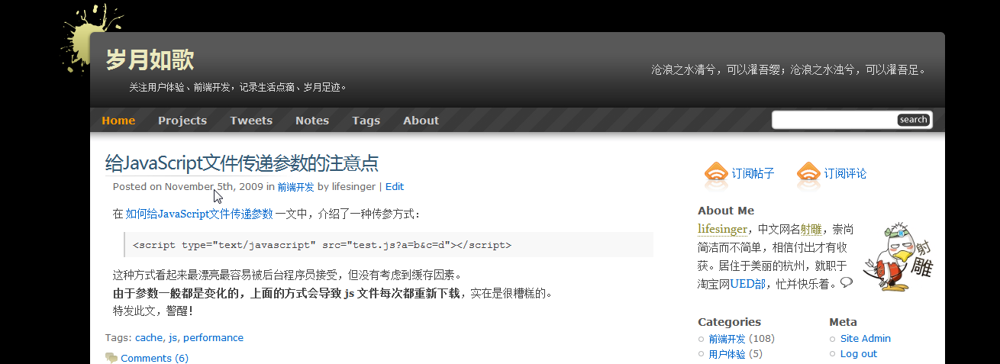 岁月如歌
关注用户体验、前端开发，记录生活点滴、岁月足迹。
沧浪之水清兮，可以濯吾缨；沧浪之水浊兮，可以濯吾足。
Home Projects Tweets Notes Tags About search
给JavaScript文件传递参数的注意点
Posted on November 5th, 2009 in 前端开发 by lifesinger | Edit
在 如何给JavaScript文件传递参数 一文中，介绍了一种传参方式：
<script type="text/javascript" src="test.js?a=b&c=d"></script>
这种方式看起来最漂亮最容易被后台程序员接受，但没有考虑到缓存因素。
由于参数一般都是变化的，上面的方式会导致 js 文件每次都重新下载，实在是很糟糕的。
特发此文，警醒！
Tags: cache, js, performance
Comments (6)
订阅帖子 订阅评论
About Me
lifesinger，中文网名射雕，崇尚
简洁而不简单，相信付出才有收
获。居住于美丽的杭州，就职于
淘宝网UED部，忙并快乐着。
射
雕
Categories
前端开发 (108)
用户体验 (5)
Meta
Site Admin
Log out